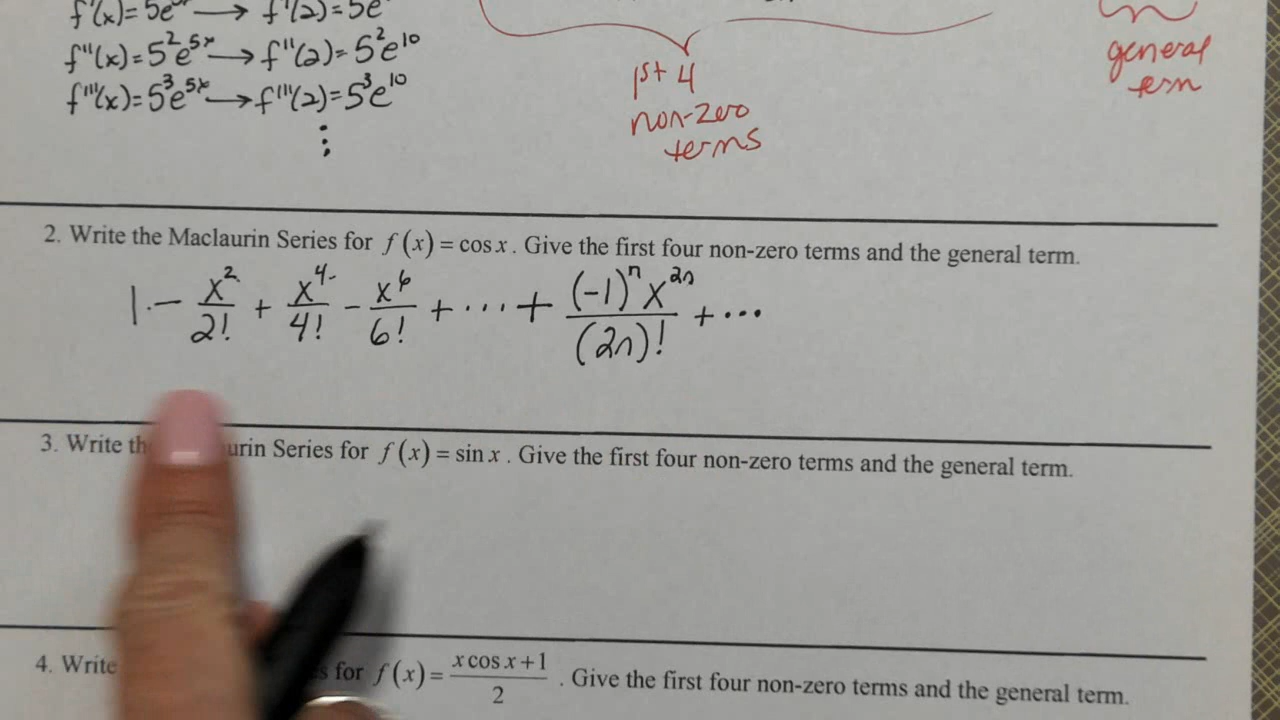 f'(x)=5e → f'(2)=5e
f''(x)=5²e^5x → f''(2)=5²e^10
f'''(x)=5³e^5x → f'''(2)=5³e^10
⋮
1st 4
non-zero
terms
general
term
2. Write the Maclaurin Series for f(x) = cos x. Give the first four non-zero terms and the general term.
1 - x²/2! + x⁴/4! - x⁶/6! + ··· + (-1)^n x^2n/(2n)! + ···
3. Write th urin Series for f(x) = sin x. Give the first four non-zero terms and the general term.
4. Write s for f(x) = x cos x + 1 / 2 . Give the first four non-zero terms and the general term.